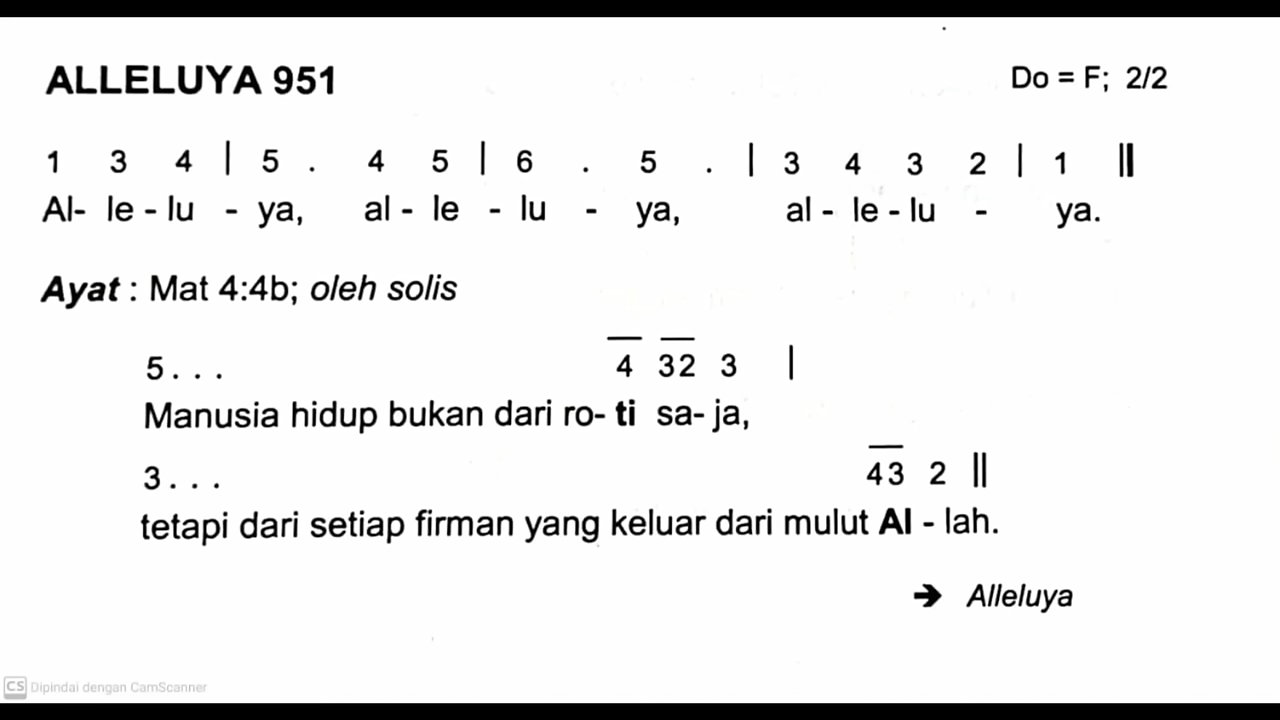 ALLELUYA 951 Do = F; 2/2
1 3 4 | 5 . 4 5 | 6 . 5 . | 3 4 3 2 | 1 ||
Al- le - lu - ya, al - le - lu - ya, al - le - lu - ya.
Ayat : Mat 4:4b; oleh solis
5 . . . 4 32 3 |
Manusia hidup bukan dari ro- ti sa- ja,
3 . . . 43 2 ||
tetapi dari setiap firman yang keluar dari mulut Al - lah.
➔ Alleluya
CS Dipindai dengan CamScanner